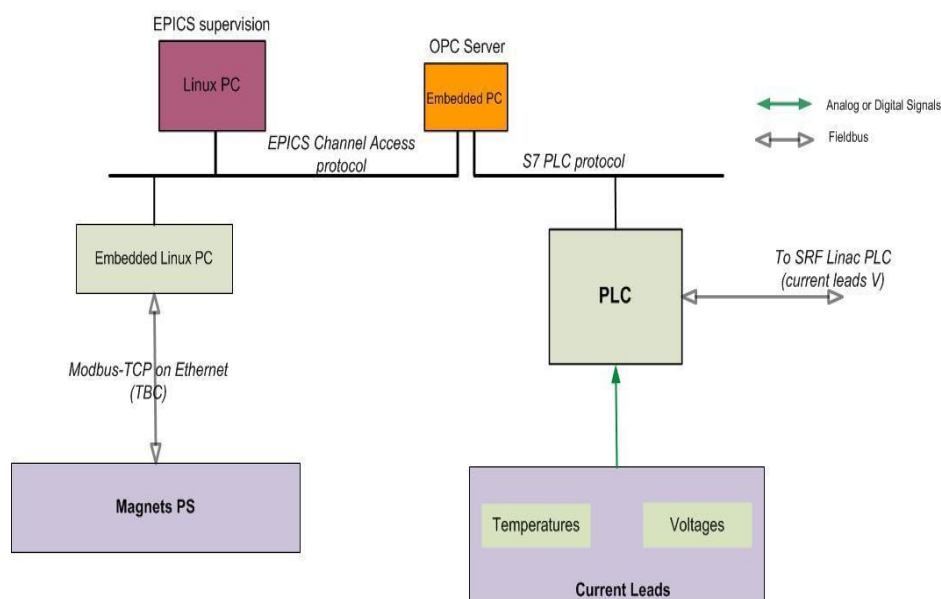 EPICS supervision
Linux PC
OPC Server
Embedded PC
Analog or Digital Signals
Fieldbus
EPICS Channel Access
protocol
S7 PLC protocol
Embedded Linux PC
PLC
To SRF Linac PLC
(current leads V)
Modbus-TCP on Ethernet
(TBC)
Magnets PS
Temperatures
Voltages
Current Leads